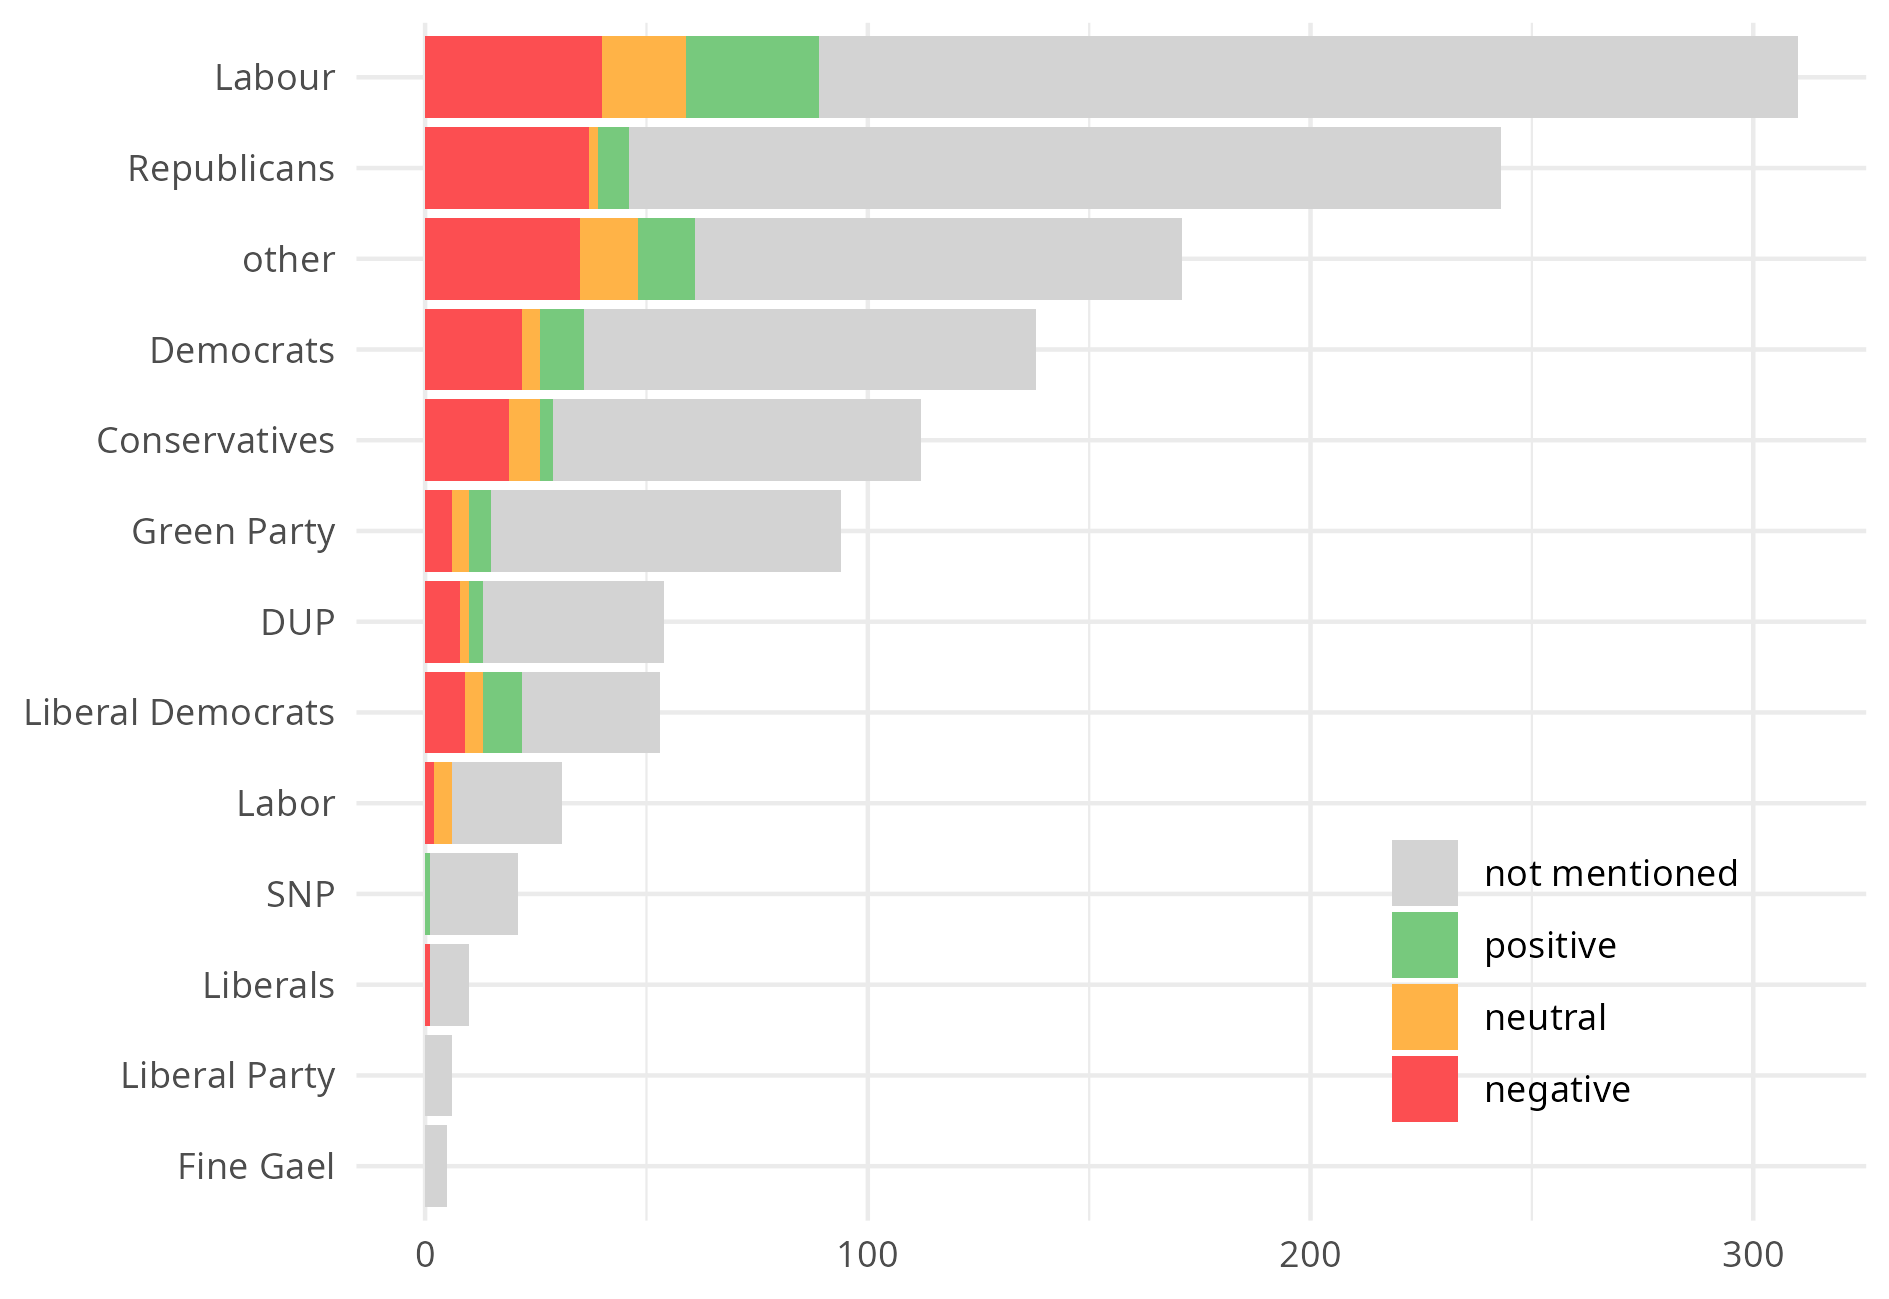 Labour
Republicans
other
Democrats
Conservatives
Green Party
DUP
Liberal Democrats
Labor
SNP
Liberals
Liberal Party
Fine Gael
not mentioned
positive
neutral
negative
0 100 200 300